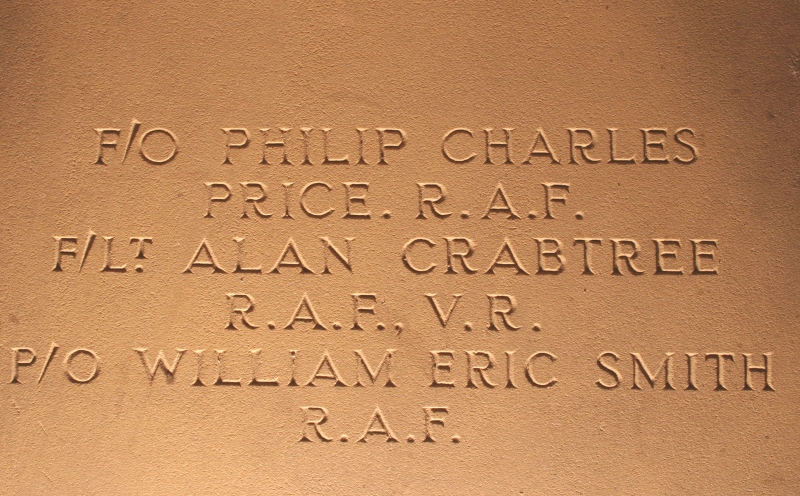 F/O PHILIP CHARLES
PRICE. R.A.F.
F/LT ALAN CRABTREE
R.A.F., V.R.
P/O WILLIAM ERIC SMITH
R.A.F.